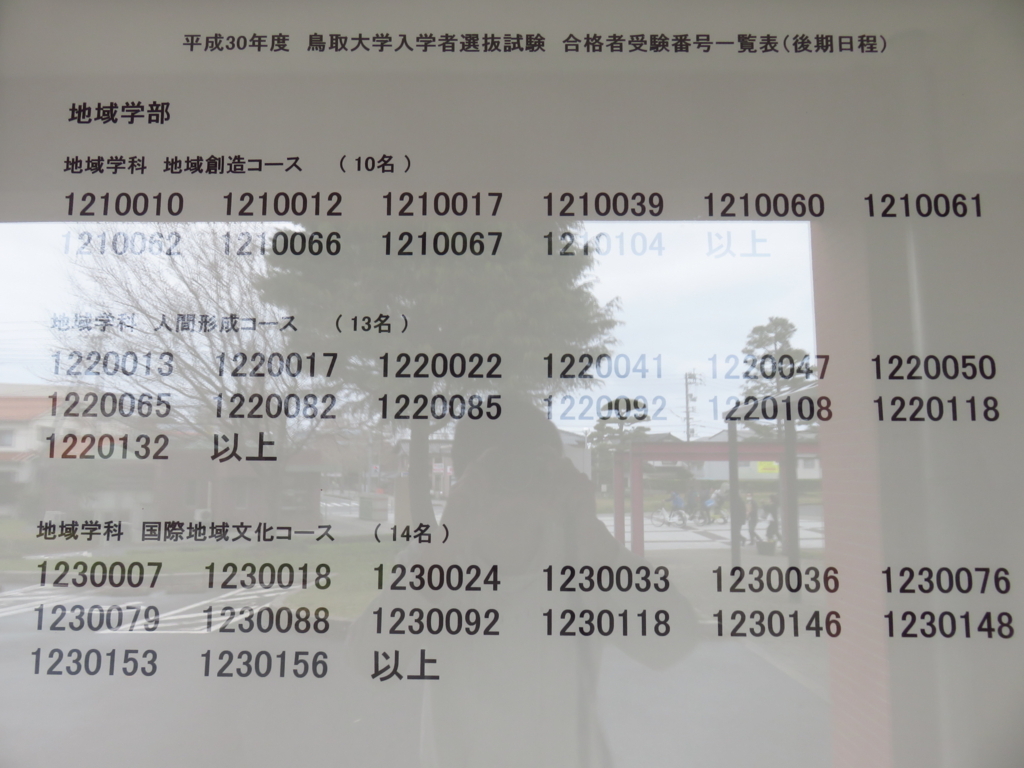 平成30年度 鳥取大学入学者選抜試験 合格者受験番号一覧表(後期日程)
地域学部
地域学科 地域創造コース (10名)
1210010 1210012 1210017 1210039 1210060 1210061
1210062 1210066 1210067 1210104 以上
地域学科 人間形成コース (13名)
1220013 1220017 1220022 1220041 1220047 1220050
1220065 1220082 1220085 1220092 1220108 1220118
1220132 以上
地域学科 国際地域文化コース (14名)
1230007 1230018 1230024 1230033 1230036 1230076
1230079 1230088 1230092 1230118 1230146 1230148
1230153 1230156 以上